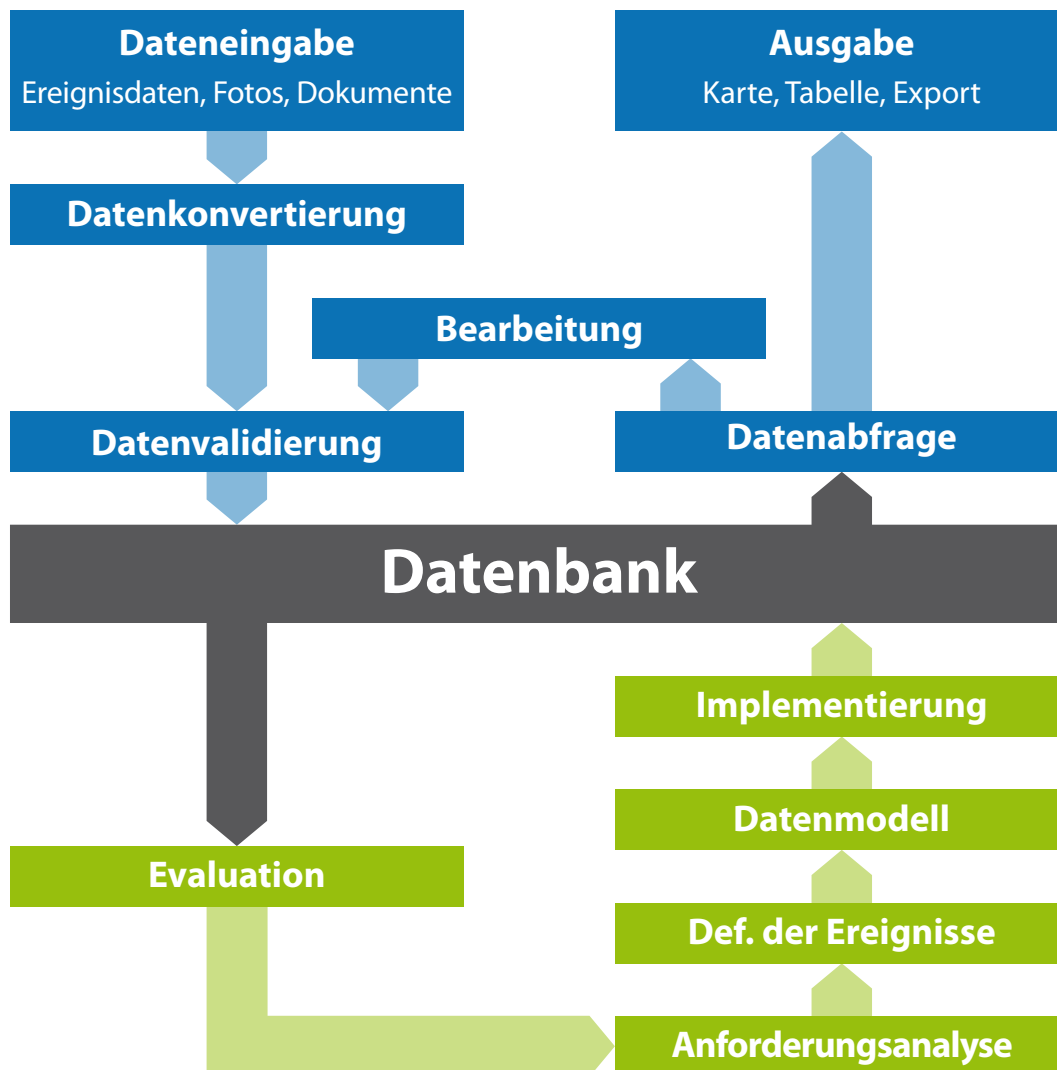 Dateneingabe
Ereignisdaten, Fotos, Dokumente
Ausgabe
Karte, Tabelle, Export
Datenkonvertierung
Bearbeitung
Datenvalidierung
Datenabfrage
Datenbank
Implementierung
Datenmodell
Evaluation
Def. der Ereignisse
Anforderungsanalyse